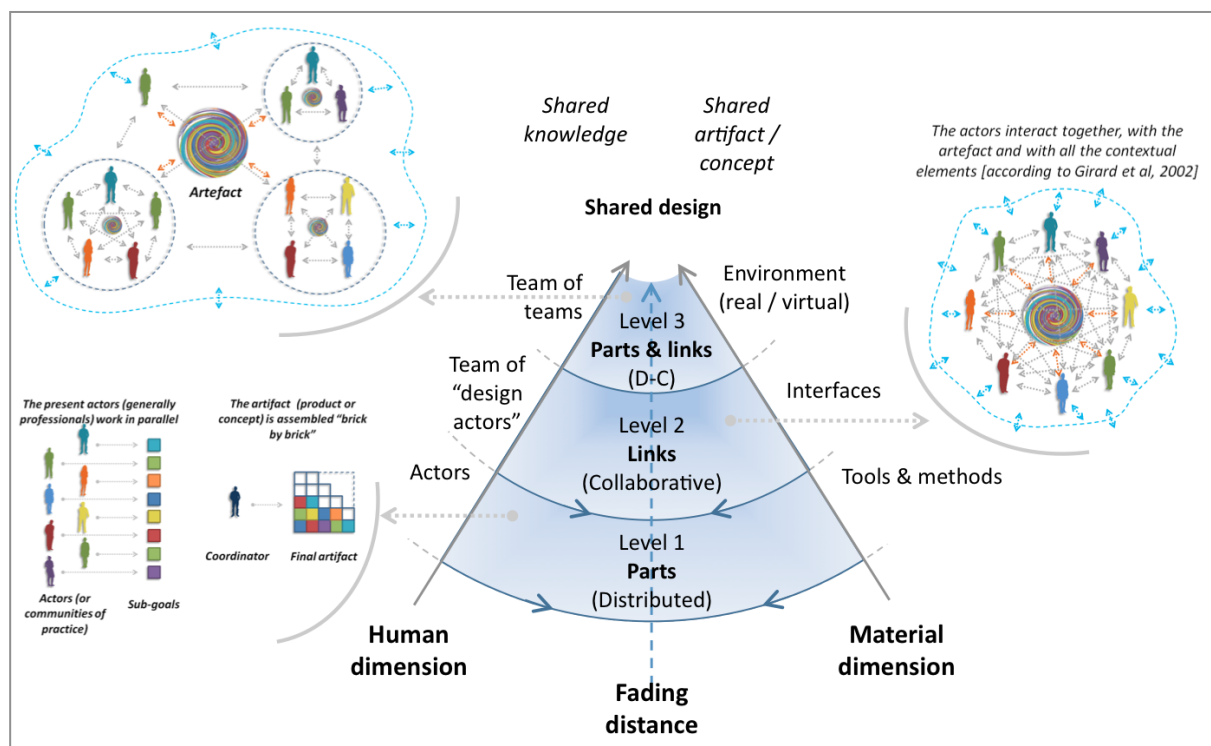 Artefact
Shared
knowledge
Shared
artifact /
concept
Shared design
The actors interact together, with the
artefact and with all the contextual
elements [according to Girard et al, 2002]
Team of
teams
Environment
(real / virtual)
Level 3
Parts & links
(D-C)
Team of
“design
actors”
Interfaces
Level 2
Links
(Collaborative)
Actors
Tools & methods
Level 1
Parts
(Distributed)
The present actors (generally
professionals) work in parallel
The artifact (product or
concept) is assembled “brick
by brick”
Coordinator
Final artifact
Actors (or
communities of
practice)
Sub-goals
Human
dimension
Material
dimension
Fading
distance